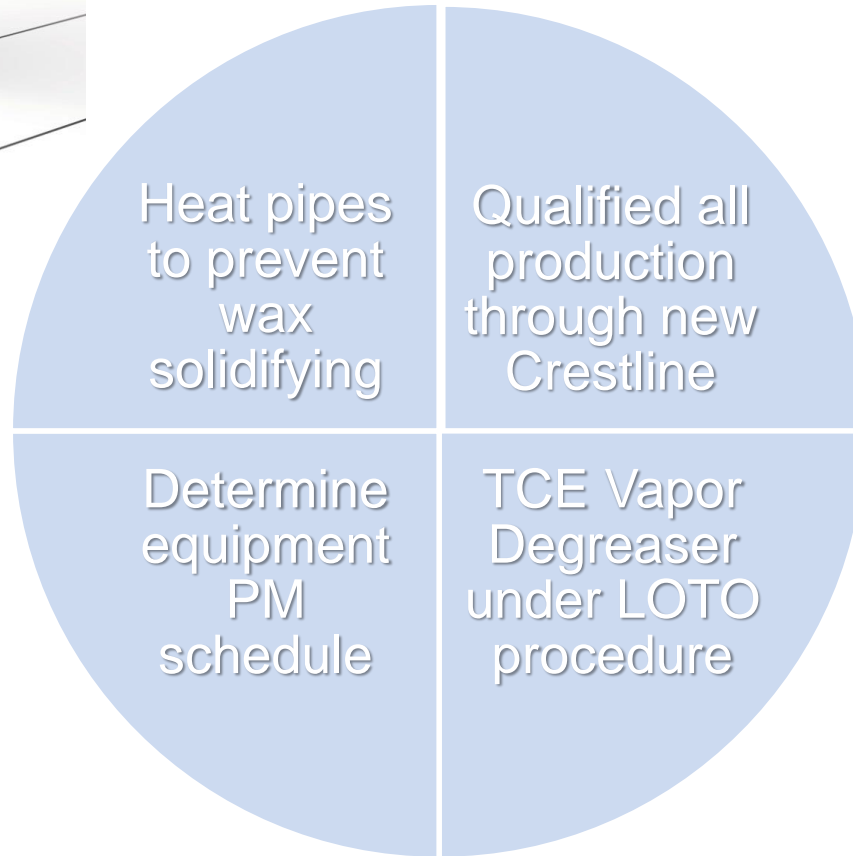 Heat pipes
to prevent
wax
solidifying
Qualified all
production
through new
Crestline
Determine
equipment
PM
schedule
TCE Vapor
Degreaser
under LOTO
procedure